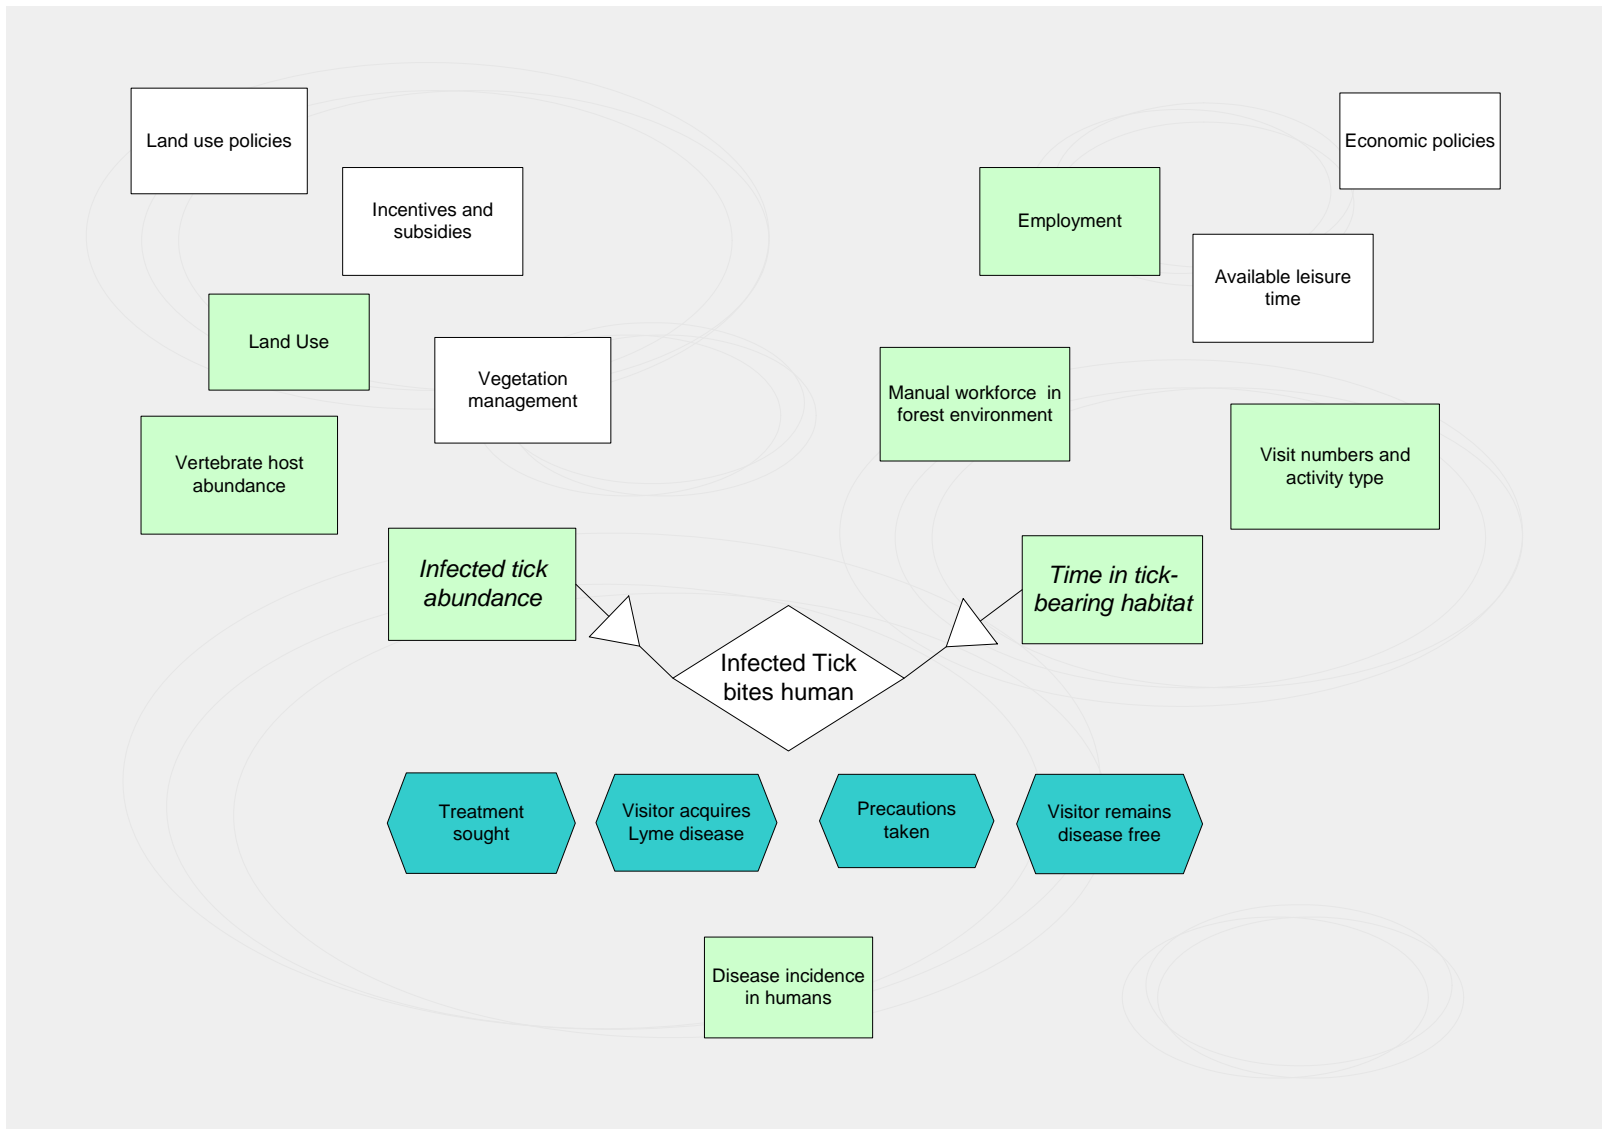 Land use policies
Economic policies
Incentives and
subsidies
Employment
Available leisure
time
Land Use
Vegetation
management
Manual workforce in
forest environment
Vertebrate host
abundance
Visit numbers and
activity type
Infected tick
abundance
Time in tick-
bearing habitat
Infected Tick
bites human
Treatment
sought
Visitor acquires
Lyme disease
Precautions
taken
Visitor remains
disease free
Disease incidence
in humans